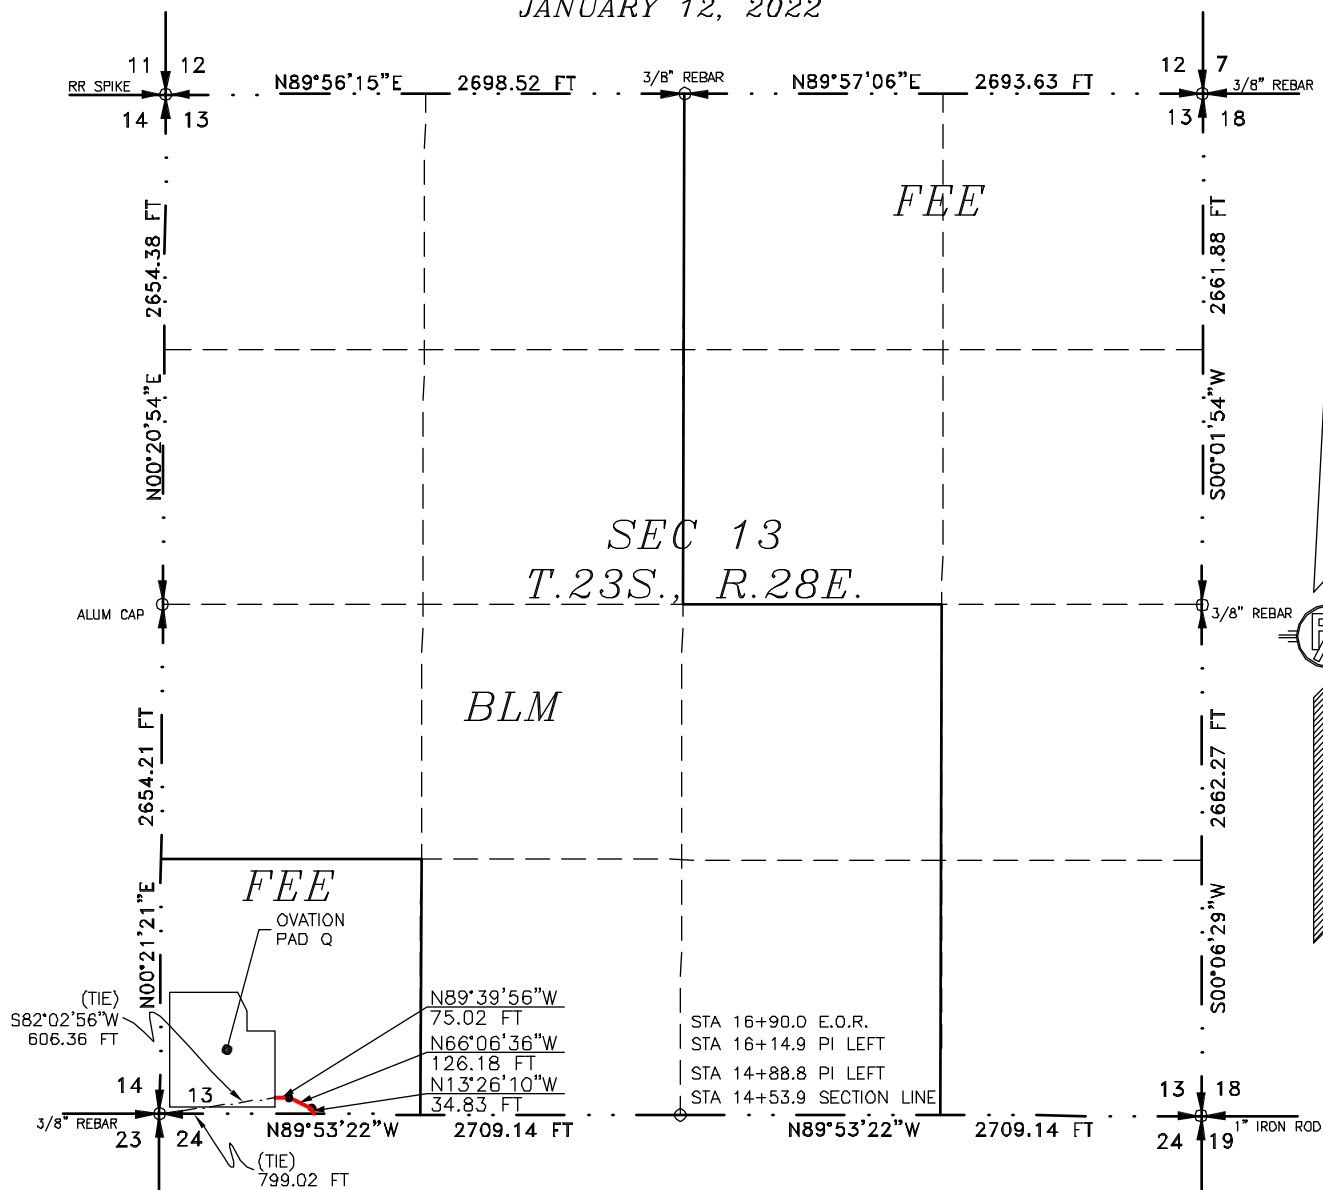 JANUARY 12, 2022
11 12
RR SPIKE
14 13
N89°56'15"E 2698.52 FT
3/8" REBAR
N89°57'06"E 2693.63 FT
12 7
3/8" REBAR
13 18
FEE
2654.38 FT
N00°20'54"E
2661.88 FT
S00°01'54"W
SEC 13
T.23S., R.28E.
ALUM CAP
3/8" REBAR
BLM
2654.21 FT
N00°21'21"E
2662.27 FT
S00°06'29"W
FEE
OVATION
PAD Q
(TIE)
S82°02'56"W
606.36 FT
N89°39'56"W
75.02 FT
N66°06'36"W
126.18 FT
N13°26'10"W
34.83 FT
STA 16+90.0 E.O.R.
STA 16+14.9 PI LEFT
STA 14+88.8 PI LEFT
STA 14+53.9 SECTION LINE
14 13
3/8" REBAR
23 24
N89°53'22"W 2709.14 FT
N89°53'22"W 2709.14 FT
13 18
1" IRON ROD
24 19
(TIE)
799.02 FT